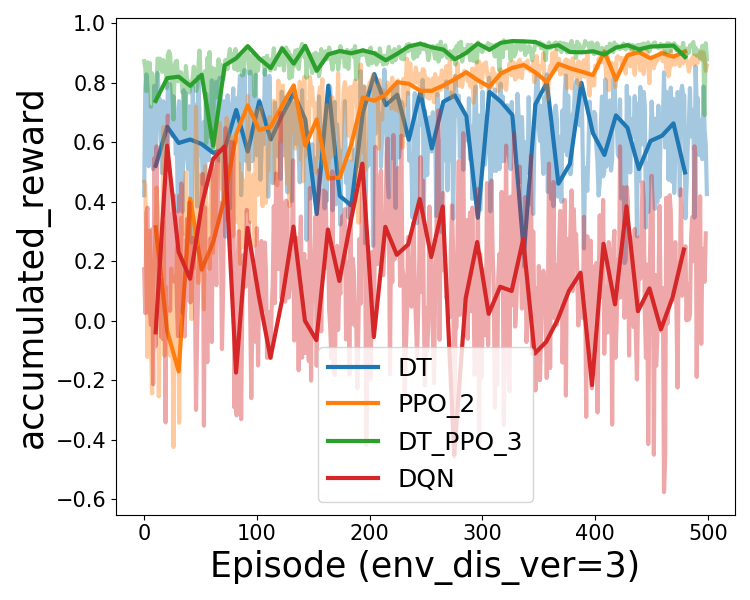 accumulated_reward
1.0
0.8
0.6
0.4
0.2
0.0
−0.2
−0.4
−0.6
DT
PPO_2
DT_PPO_3
DQN
0 100 200 300 400 500
Episode (env_dis_ver=3)